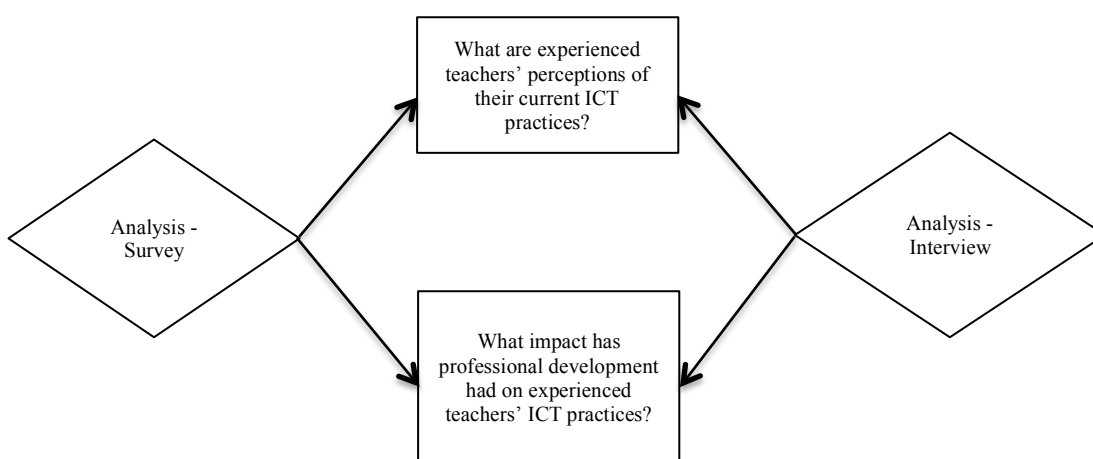 What are experienced
teachers’ perceptions of
their current ICT
practices?
Analysis -
Survey
Analysis -
Interview
What impact has
professional development
had on experienced
teachers’ ICT practices?